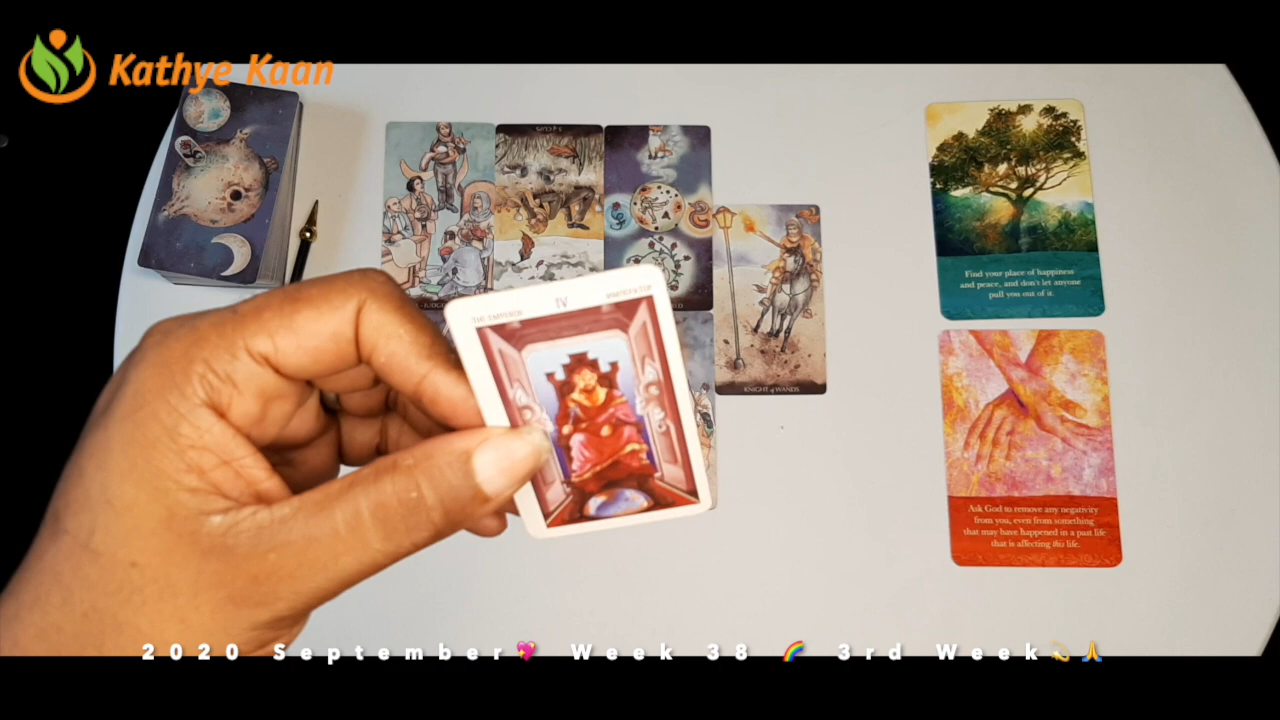 Kathye Kaan
5 CUPS
KNIGHT of WANDS
THE EMPEROR
IV
Find your place of happiness
and peace, and don't let anyone
pull you out of it.
Ask God to remove any negativity
from you, even from something
that may have happened in a past life
that is affecting this life.
2020 September💖 Week 38 🌈 3rd Week💫🙏